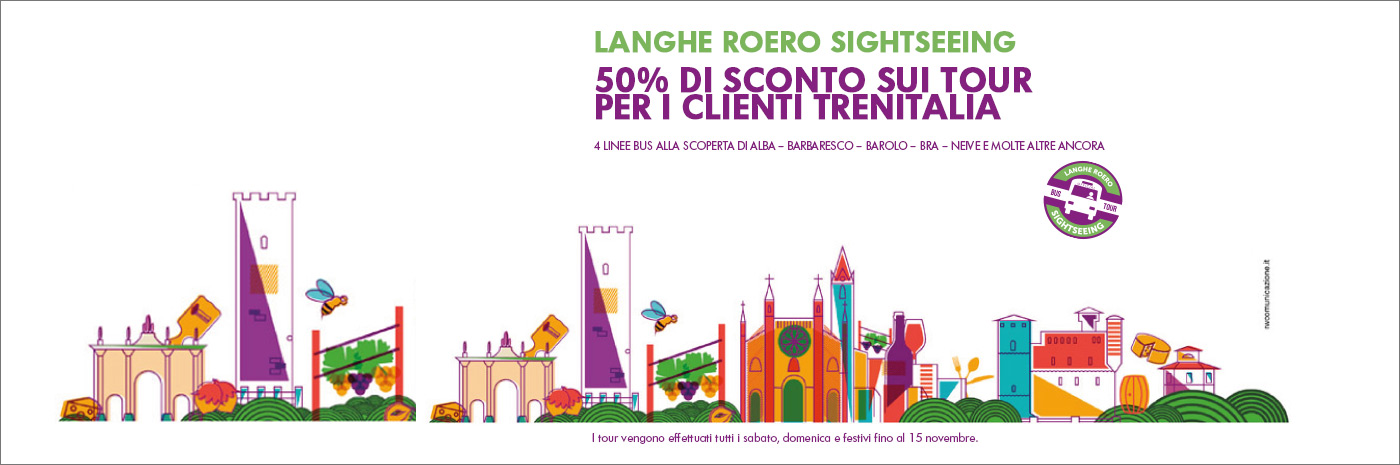 LANGHE ROERO SIGHTSEEING
50% DI SCONTO SUI TOUR
PER I CLIENTI TRENITALIA
4 LINEE BUS ALLA SCOPERTA DI ALBA – BARBARESCO – BAROLO – BRA – NEIVE E MOLTE ALTRE ANCORA
LANGHE ROERO
BUS TOUR
SIGHTSEEING
rwcomunicazione.it
I tour vengono effettuati tutti i sabato, domenica e festivi fino al 15 novembre.